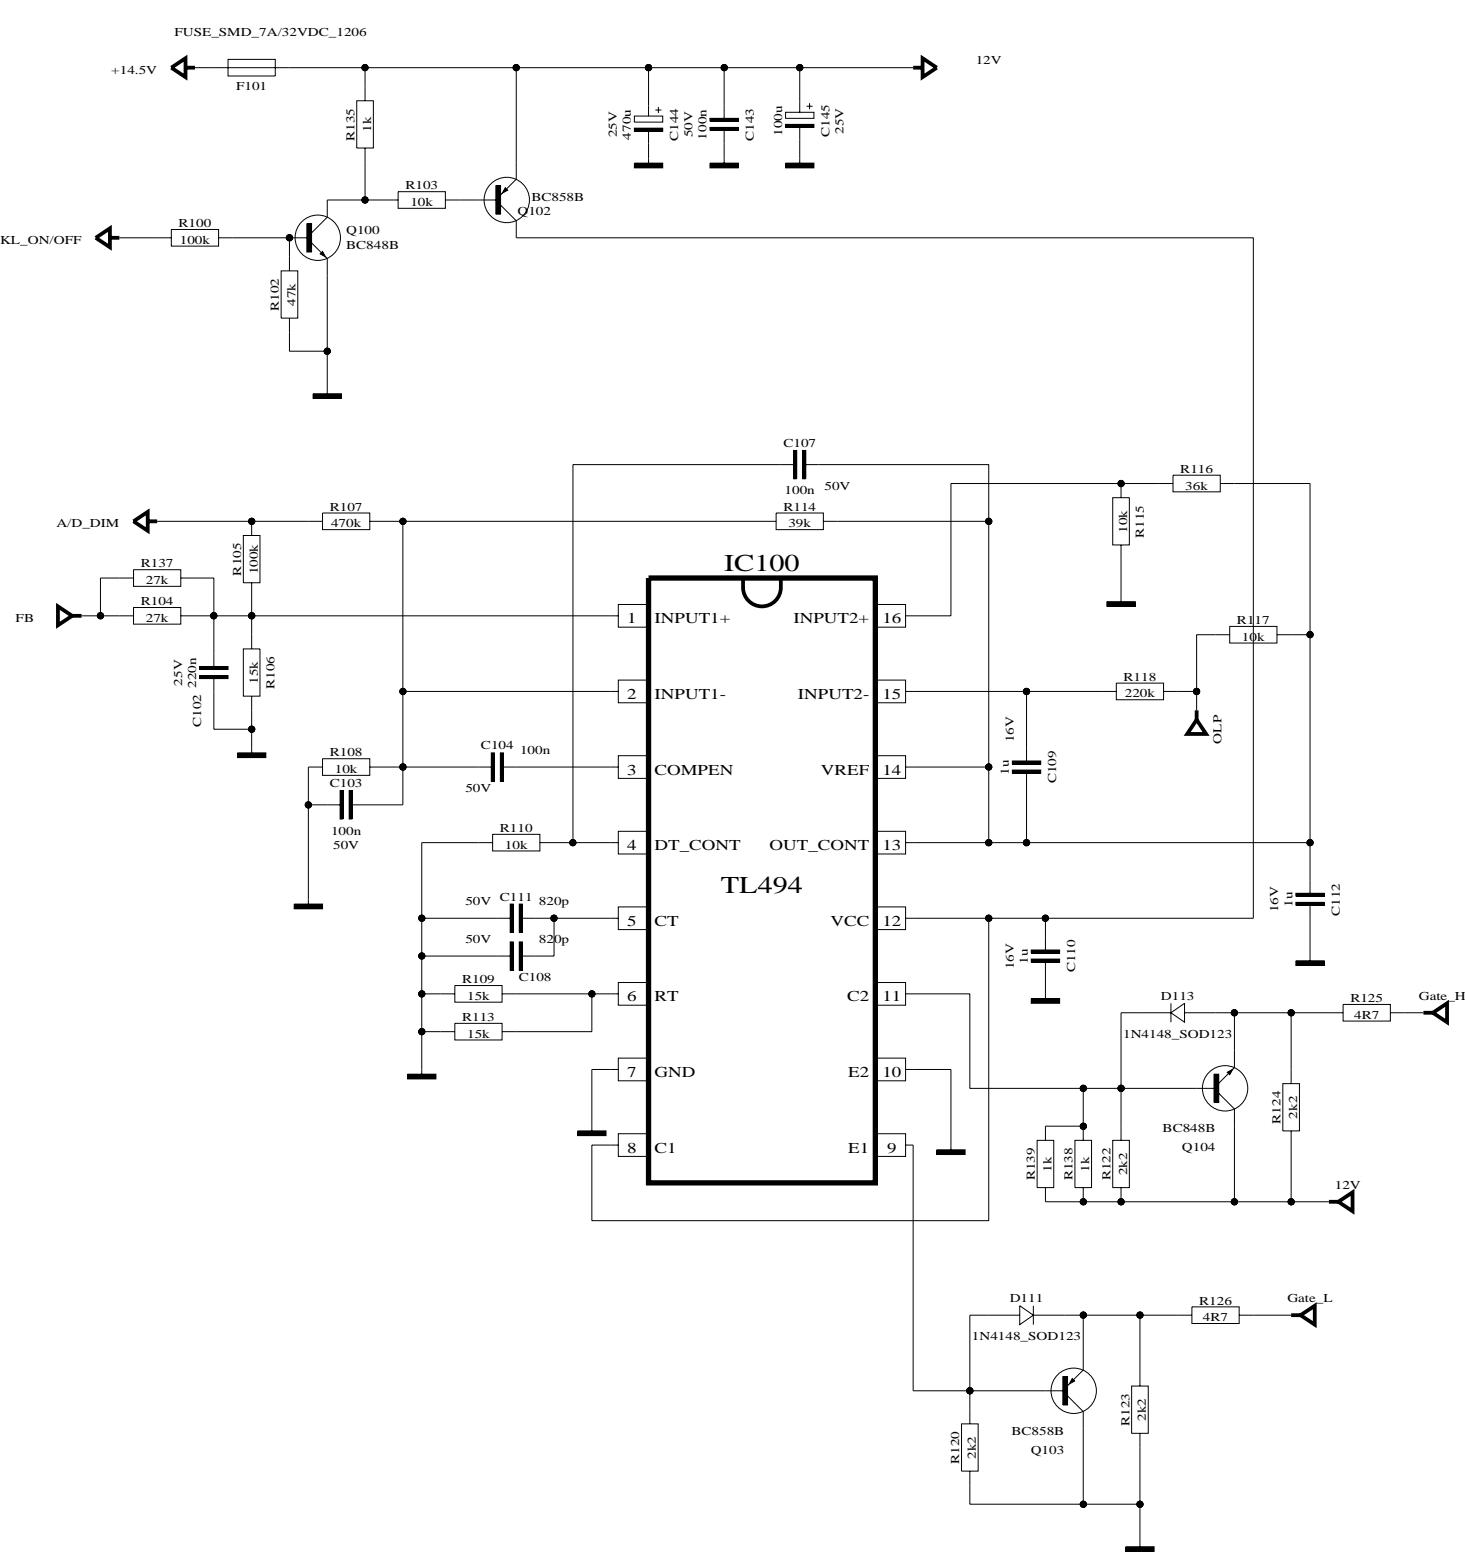 FUSE_SMD_7A/32VDC_1206
+14.5V
F101
12V
R135
1k
25V
470u
C144
50V
100n
C143
100u
C145
25V
R103
10k
BC858B
Q102
KL_ON/OFF
R100
100k
Q100
BC848B
R102
47k
C107
100n
50V
R116
36k
A/D_DIM
R107
470k
R114
39k
10k
R115
R105
100k
R137
27k
IC100
FB
R104
27k
1
INPUT1+
INPUT2+
16
R117
10k
25V
220n
C102
15k
R106
2
INPUT1-
INPUT2-
15
R118
220k
OLP
R108
10k
C103
100n
50V
C104
100n
50V
3
COMPEN
VREF
14
16V
1u
C109
R110
10k
4
DT_CONT
OUT_CONT
13
TL494
50V
C111
820p
50V
820p
C108
5
CT
VCC
12
16V
1u
C112
16V
1u
C110
R109
15k
R113
15k
6
RT
C2
11
D113
1N4148_SOD123
R125
4R7
Gate_H
7
GND
E2
10
BC848B
Q104
R124
2k2
8
C1
E1
9
R139
1k
R138
1k
R122
2k2
12V
D111
1N4148_SOD123
R126
4R7
Gate_L
BC858B
Q103
R123
2k2
R120
2k2